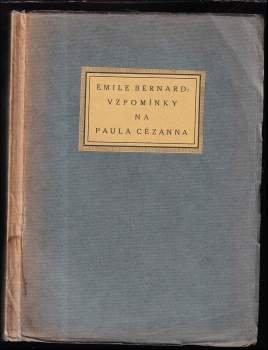 EMILE BERNARD:
VZPOMÍNKY
NA
PAULA CÉZANNA